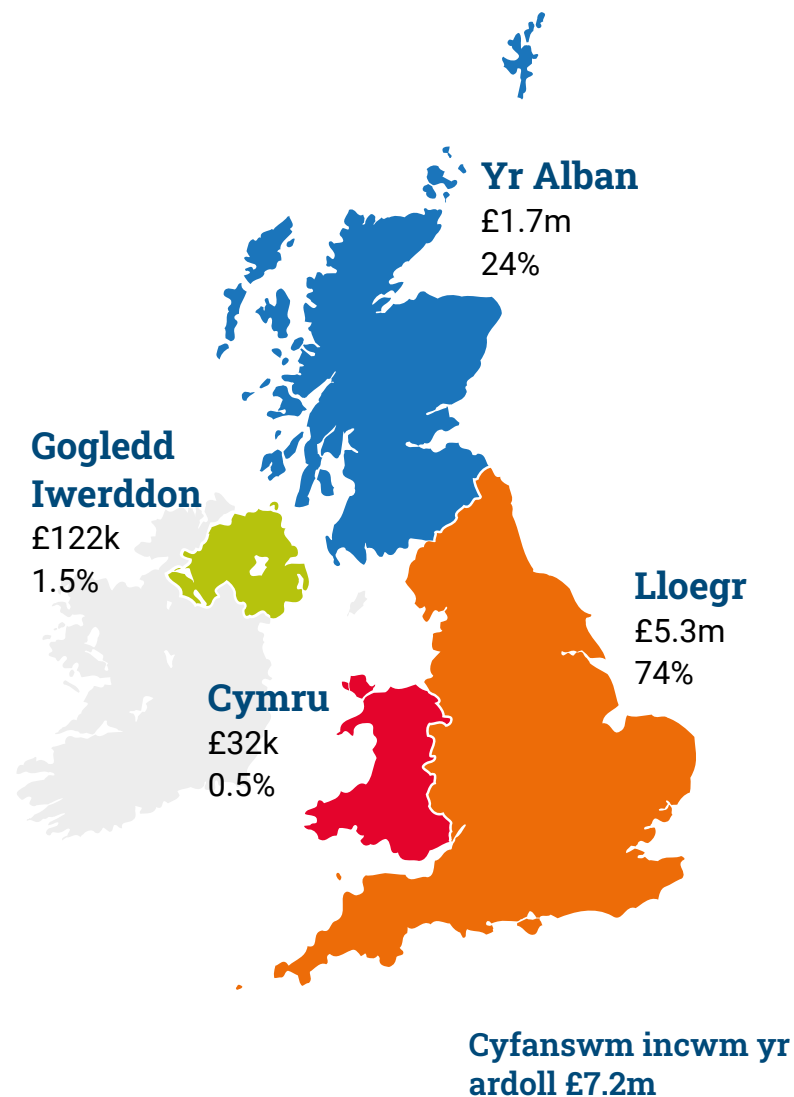 Yr Alban
£1.7m
24%
Gogledd
Iwerddon
£122k
1.5%
Lloegr
£5.3m
74%
Cymru
£32k
0.5%
Cyfanswm incwm yr
ardoll £7.2m